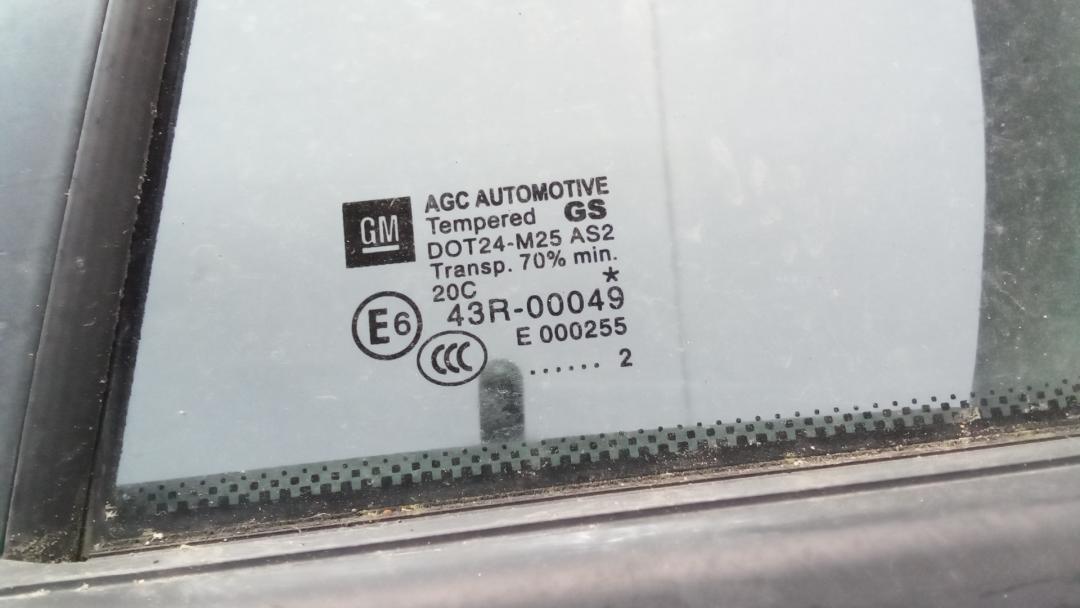 GM
AGC AUTOMOTIVE
Tempered GS
DOT24-M25 AS2
Transp. 70% min.
20C *
E6 43R-00049
E 000255
CCC
...... 2